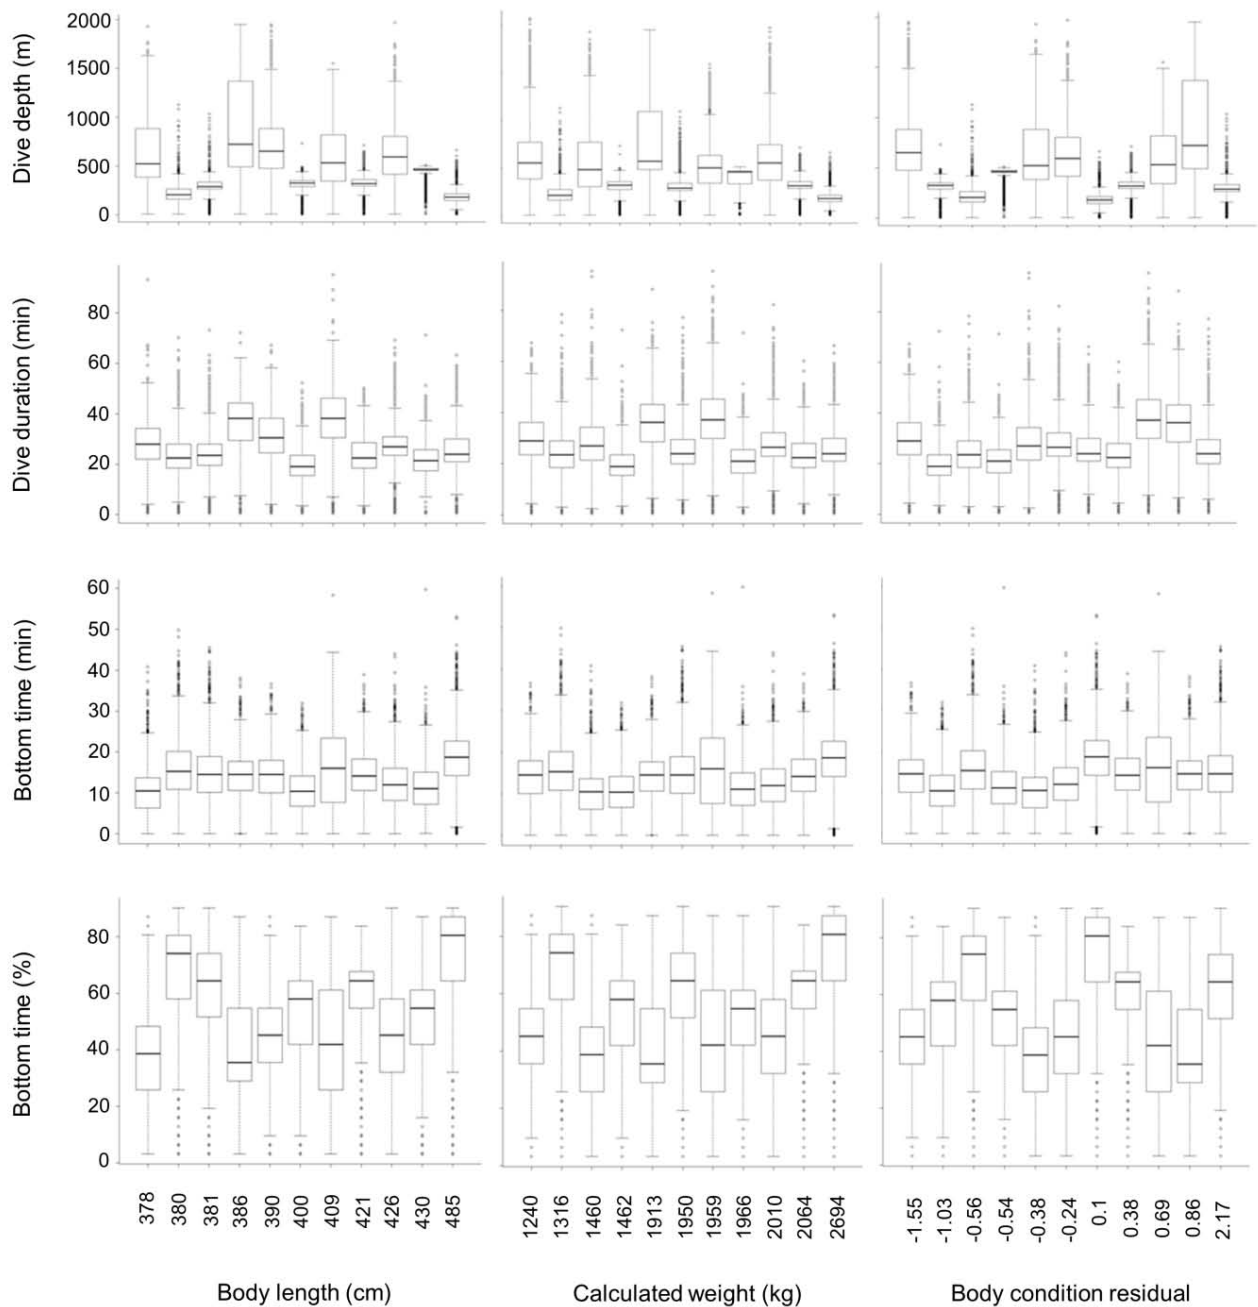 Dive depth (m)
2000
1500
1000
500
0
Dive duration (min)
80
60
40
20
0
Bottom time (min)
60
50
40
30
20
10
0
Bottom time (%)
80
60
40
20
0
378 380 381 386 390 400 409 421 426 430 485
1240 1316 1460 1462 1913 1950 1959 1966 2010 2064 2694
-1.55 -1.03 -0.56 -0.54 -0.38 -0.24 0.1 0.38 0.69 0.86 2.17
Body length (cm)
Calculated weight (kg)
Body condition residual